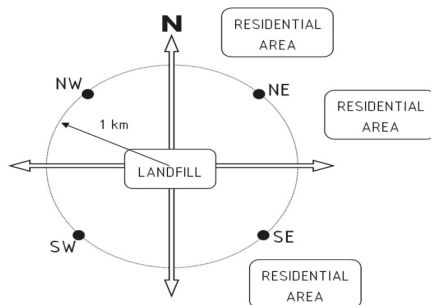 N
RESIDENTIAL
AREA
NW
NE
RESIDENTIAL
AREA
1 km
LANDFILL
SW
SE
RESIDENTIAL
AREA